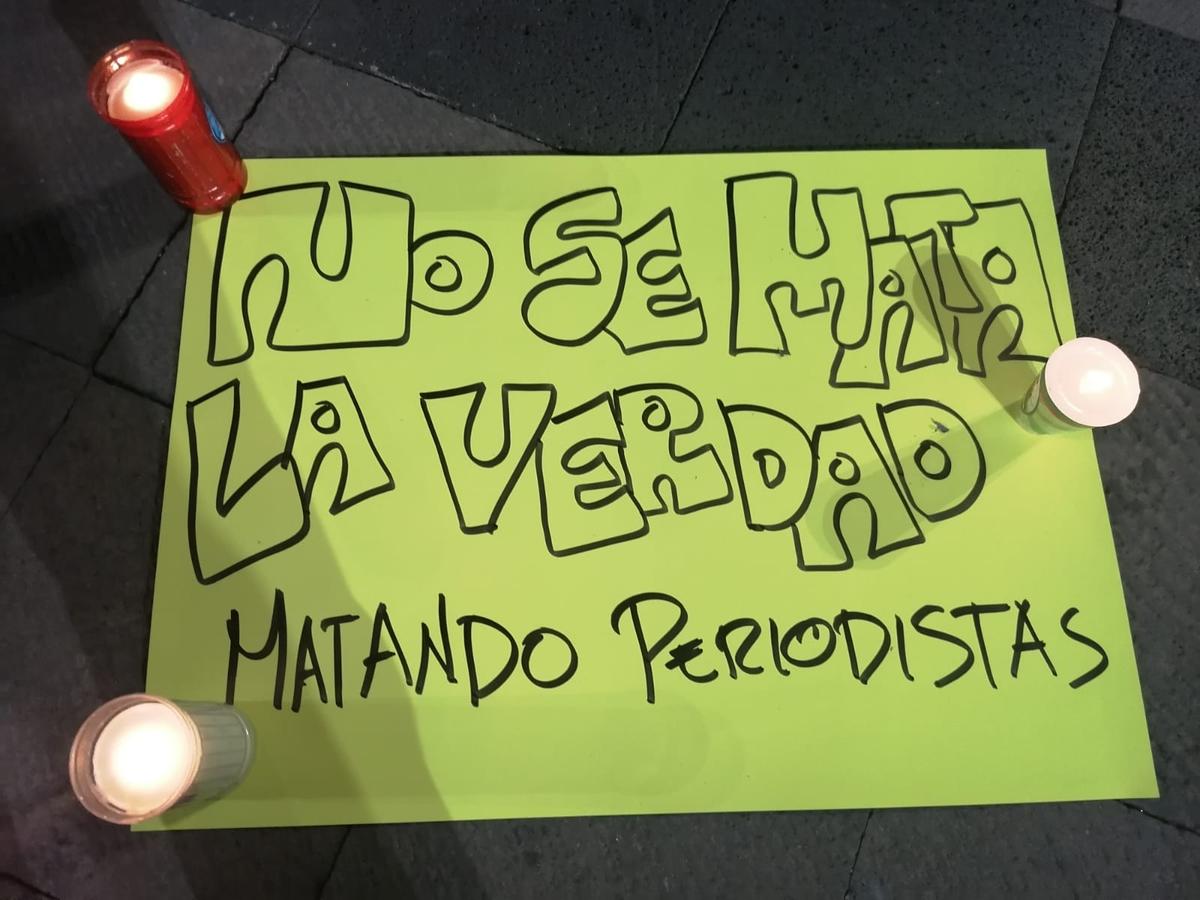 NO SE MATA
LA VERDAD
MATANDO PERIODISTAS